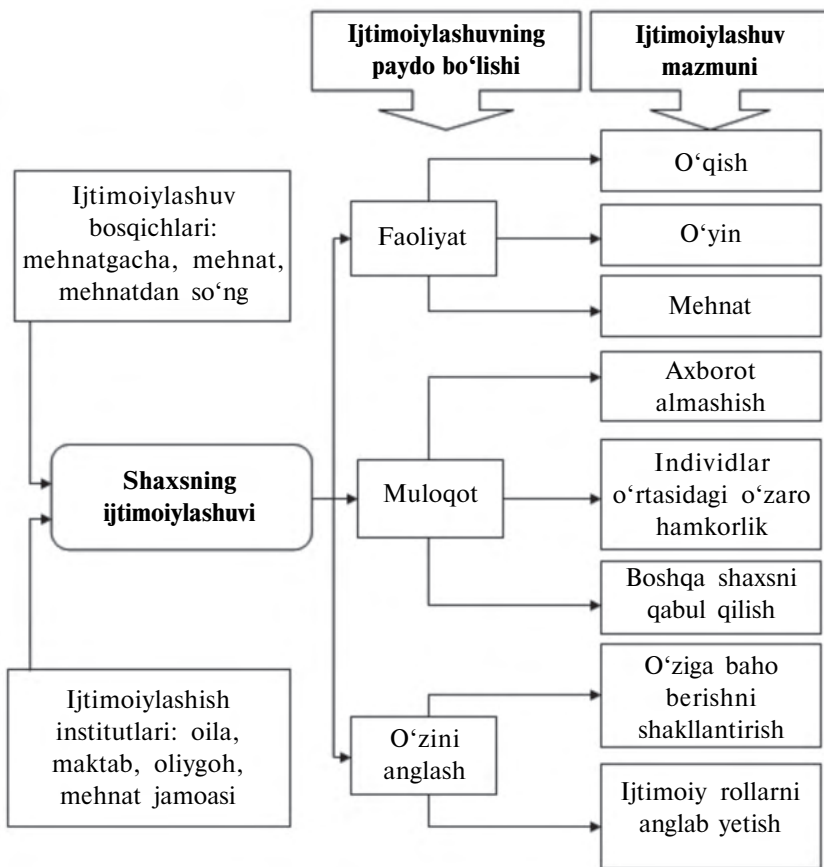 Ijtimoiylashuvning
paydo bo‘lishi
Ijtimoiylashuv
mazmuni
Ijtimoiylashuv
bosqichlari:
mehnatgacha, mehnat,
mehnatdan so‘ng
Shaxsning
ijtimoiylashuvi
Ijtimoiylashish
institutlari: oila,
maktab, oliygoh,
mehnat jamoasi
Faoliyat
O‘qish
O‘yin
Mehnat
Muloqot
Axborot
almashish
Individlar
o‘rtasidagi o‘zaro
hamkorlik
Boshqa shaxsni
qabul qilish
O‘zini
anglash
O‘ziga baho
berishni
shakllantirish
Ijtimoiy rollarni
anglab yetish